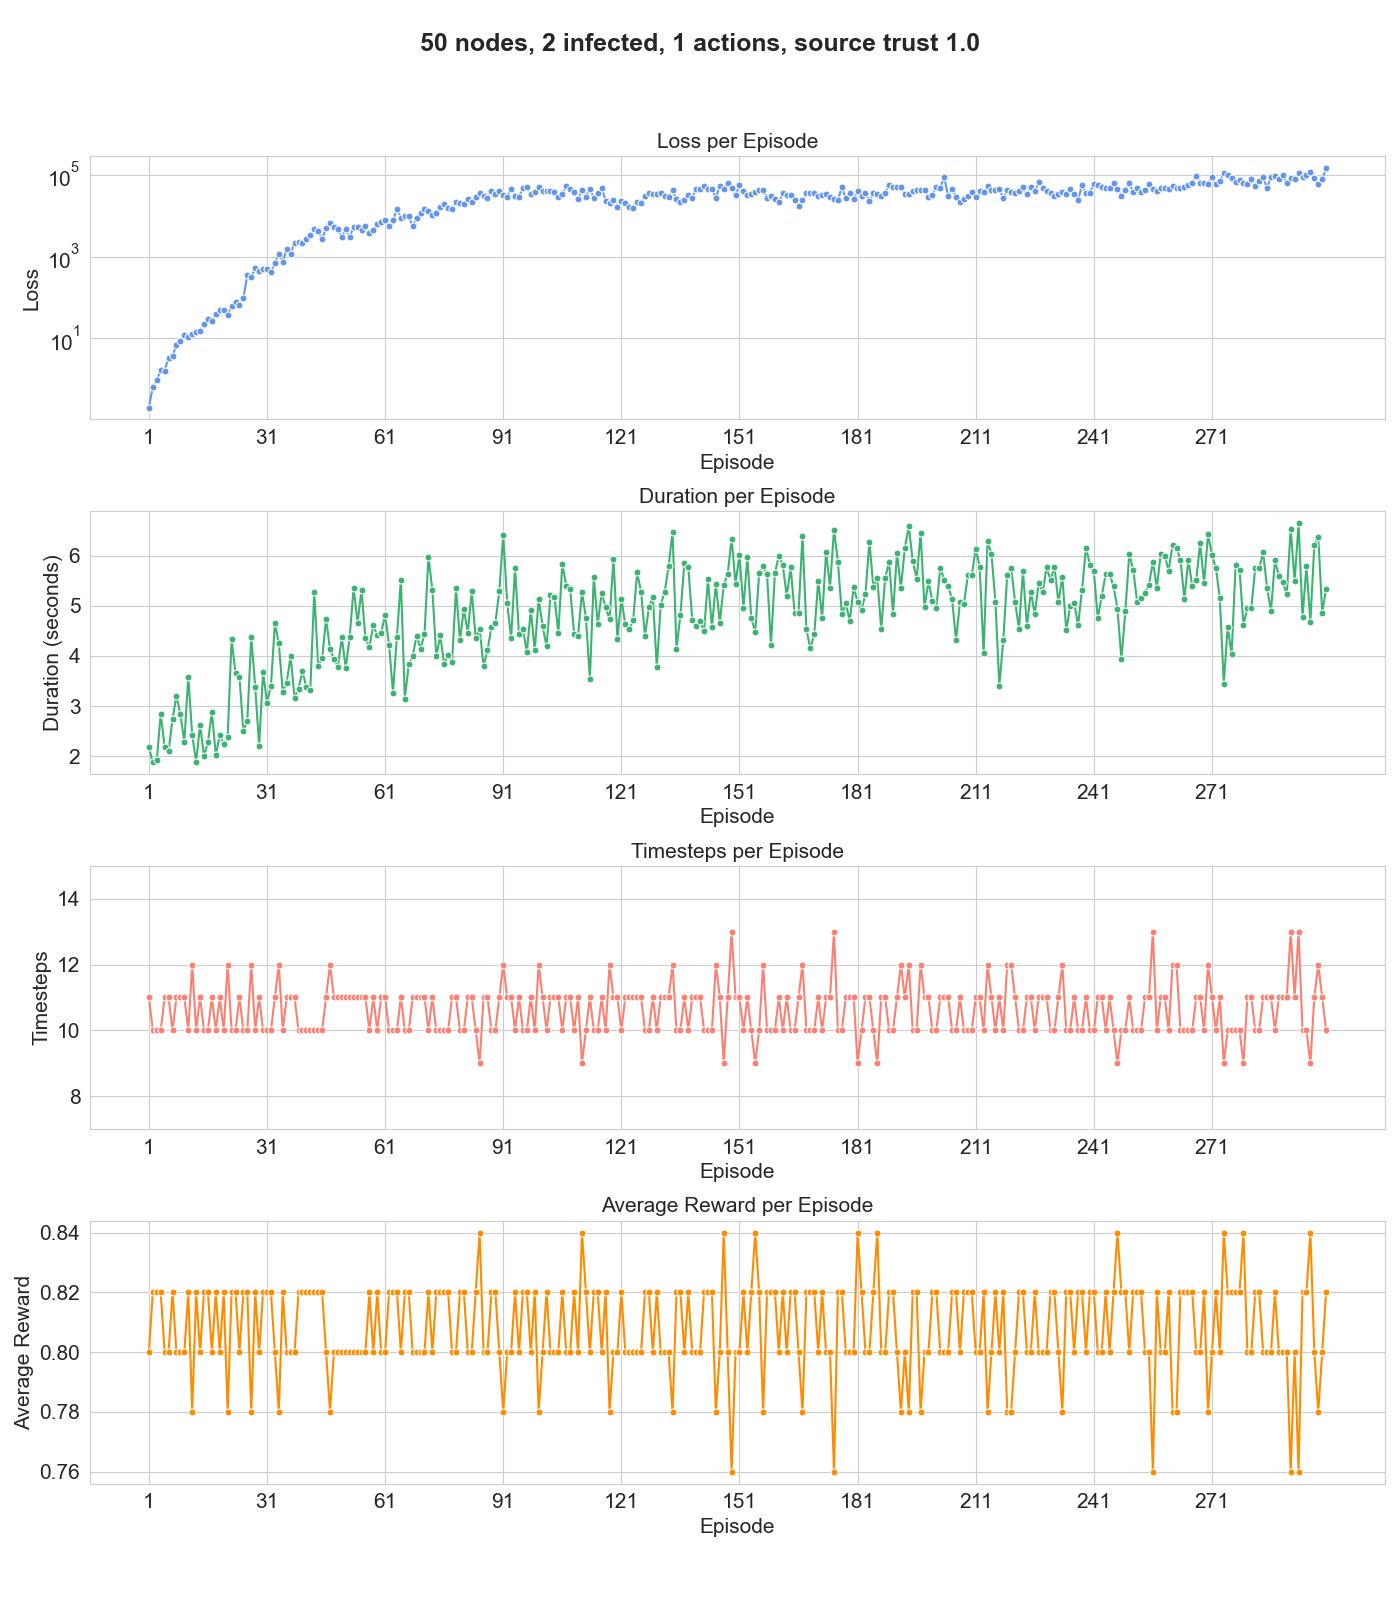 50 nodes, 2 infected, 1 actions, source trust 1.0
Loss per Episode
10^5
10^3
10^1
Loss
1 31 61 91 121 151 181 211 241 271
Episode
Duration per Episode
6
5
4
3
2
Duration (seconds)
1 31 61 91 121 151 181 211 241 271
Episode
Timesteps per Episode
14
12
10
8
Timesteps
1 31 61 91 121 151 181 211 241 271
Episode
Average Reward per Episode
0.84
0.82
0.80
0.78
0.76
Average Reward
1 31 61 91 121 151 181 211 241 271
Episode